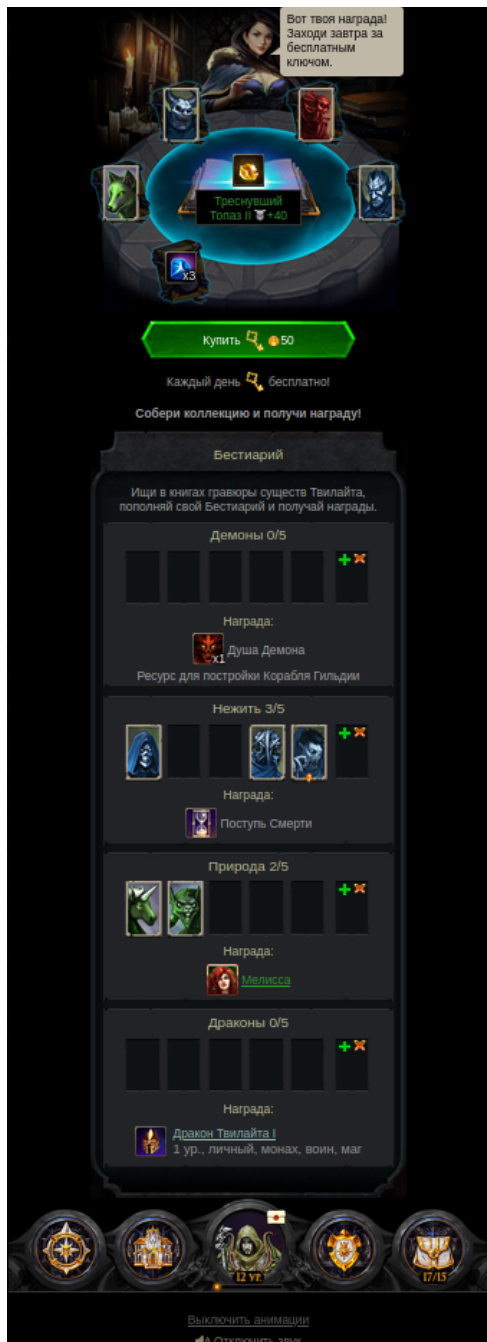 Вот твоя награда!
Заходи завтра за
бесплатным
ключом.
Треснувший
Топаз II +40
x3
Купить 50
Каждый день бесплатно!
Собери коллекцию и получи награду!
Бестиарий
Ищи в книгах гравюры существ Твилайта,
пополняй свой Бестиарий и получай награды.
Демоны 0/5
Награда:
x1 Душа Демона
Ресурс для постройки Корабля Гильдии
Нежить 3/5
Награда:
Поступь Смерти
Природа 2/5
Награда:
Мелисса
Драконы 0/5
Награда:
Дракон Твилайта I
1 ур., личный, монах, воин, маг
12 ур.
17/15
Выключить анимации
Отключить звук